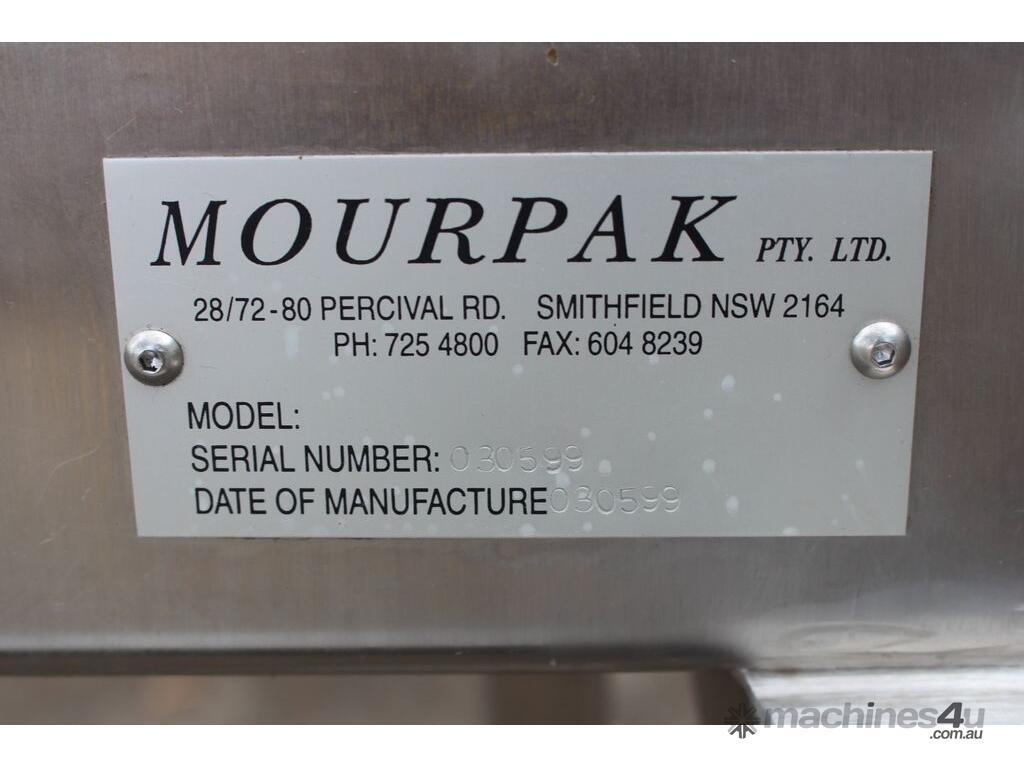 MOURPAK PTY. LTD.
28/72-80 PERCIVAL RD. SMITHFIELD NSW 2164
PH: 725 4800 FAX: 604 8239
MODEL:
SERIAL NUMBER: 030599
DATE OF MANUFACTURE 030599
machines4u
.com.au